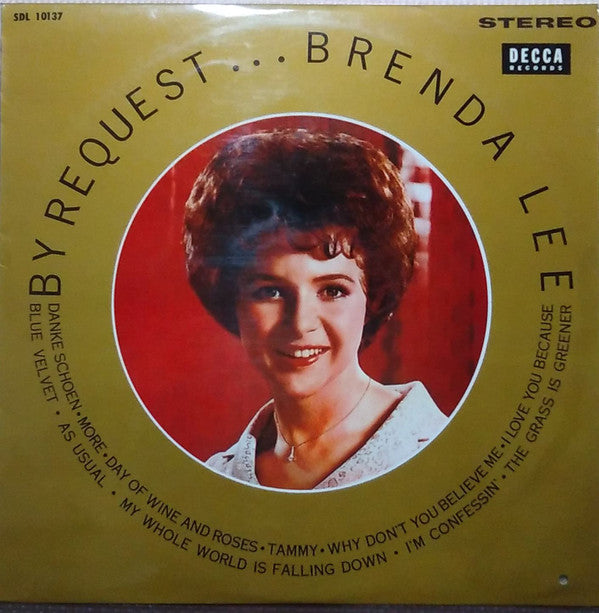 SDL 10137
STEREO
DECCA
RECORDS
BY REQUEST... BRENDA LEE
DANKE SCHOEN • MORE • DAY OF WINE AND ROSES • TAMMY • WHY DON'T YOU BELIEVE ME • I LOVE YOU BECAUSE
BLUE VELVET • AS USUAL • MY WHOLE WORLD IS FALLING DOWN • I'M CONFESSIN' • THE GRASS IS GREENER